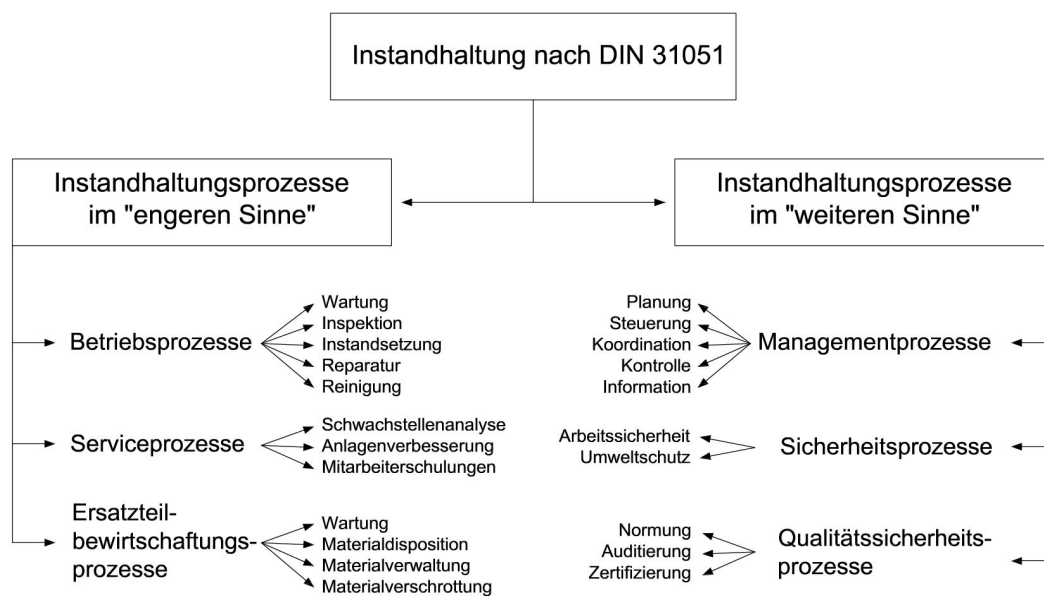 Instandhaltung nach DIN 31051
Instandhaltungsprozesse
im "engeren Sinne"
Instandhaltungsprozesse
im "weiteren Sinne"
Betriebsprozesse
Wartung
Inspektion
Instandsetzung
Reparatur
Reinigung
Serviceprozesse
Schwachstellenanalyse
Anlagenverbesserung
Mitarbeiterschulungen
Ersatzteil-
bewirtschaftungs-
prozesse
Wartung
Materialdisposition
Materialverwaltung
Materialverschrottung
Planung
Steuerung
Koordination
Kontrolle
Information
Managementprozesse
Arbeitssicherheit
Umweltschutz
Sicherheitsprozesse
Normung
Auditierung
Zertifizierung
Qualitätssicherheits-
prozesse